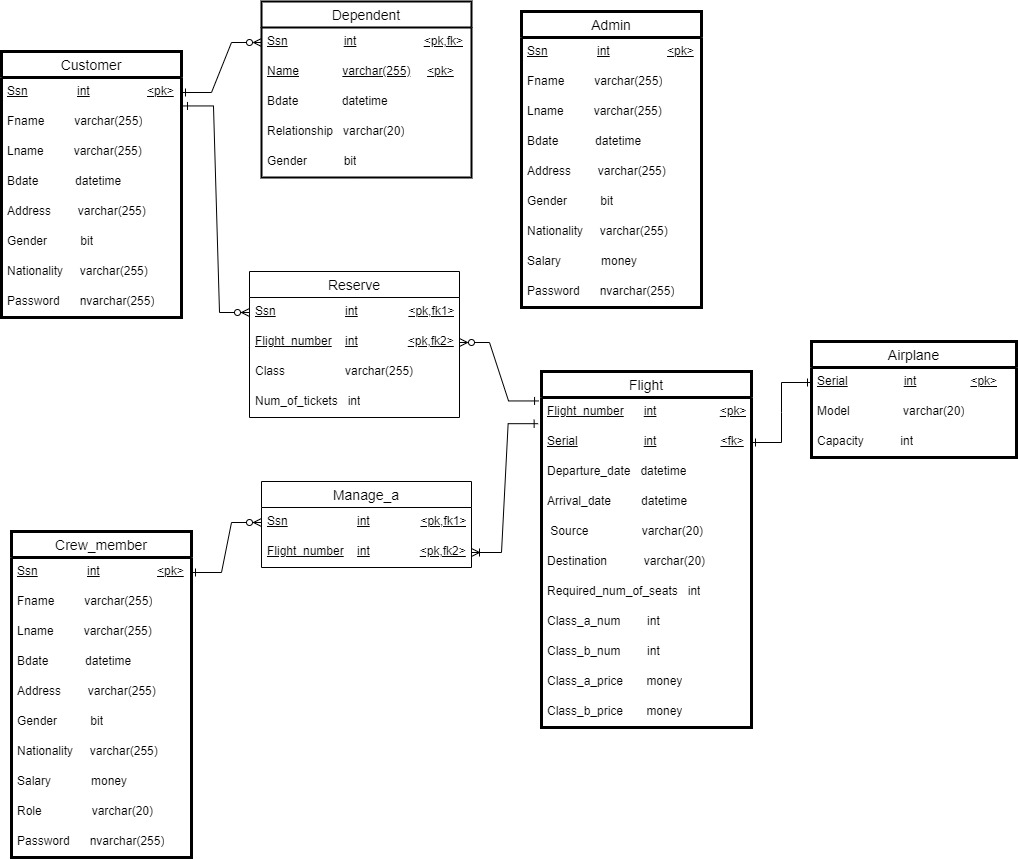 Dependent
Ssn int <pk,fk>
Name varchar(255) <pk>
Bdate datetime
Relationship varchar(20)
Gender bit
Admin
Ssn int <pk>
Fname varchar(255)
Lname varchar(255)
Bdate datetime
Address varchar(255)
Gender bit
Nationality varchar(255)
Salary money
Password nvarchar(255)
Customer
Ssn int <pk>
Fname varchar(255)
Lname varchar(255)
Bdate datetime
Address varchar(255)
Gender bit
Nationality varchar(255)
Password nvarchar(255)
Reserve
Ssn int <pk,fk1>
Flight_number int <pk,fk2>
Class varchar(255)
Num_of_tickets int
Airplane
Serial int <pk>
Model varchar(20)
Capacity int
Flight
Flight_number int <pk>
Serial int <fk>
Departure_date datetime
Arrival_date datetime
Source varchar(20)
Destination varchar(20)
Required_num_of_seats int
Class_a_num int
Class_b_num int
Class_a_price money
Class_b_price money
Manage_a
Ssn int <pk,fk1>
Flight_number int <pk,fk2>
Crew_member
Ssn int <pk>
Fname varchar(255)
Lname varchar(255)
Bdate datetime
Address varchar(255)
Gender bit
Nationality varchar(255)
Salary money
Role varchar(20)
Password nvarchar(255)